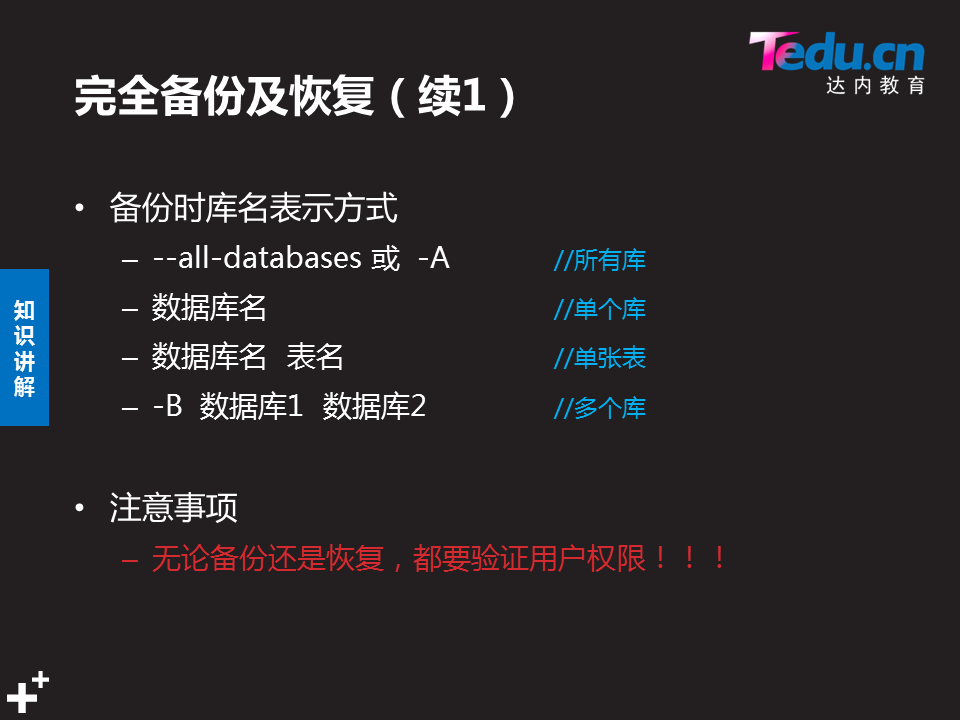 Tedu.cn
达内教育
完全备份及恢复（续1）
• 备份时库名表示方式
– --all-databases 或 -A //所有库
– 数据库名 //单个库
– 数据库名 表名 //单张表
– -B 数据库1 数据库2 //多个库
知识讲解
• 注意事项
– 无论备份还是恢复，都要验证用户权限！！！